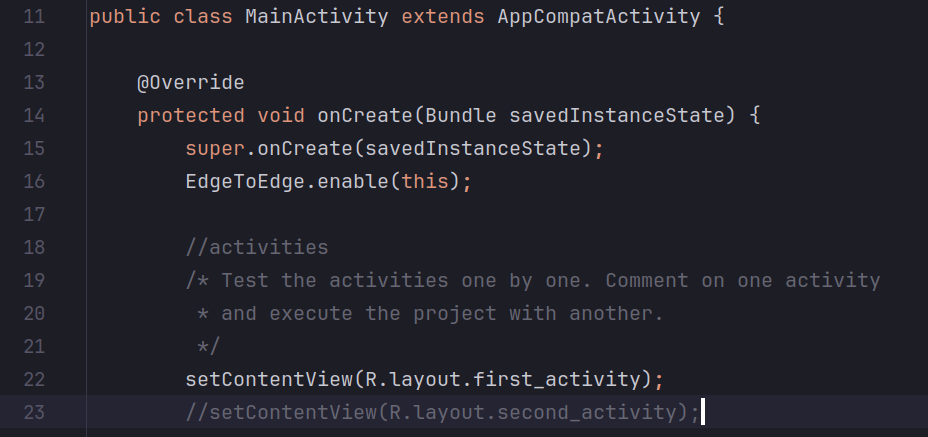 11 public class MainActivity extends AppCompatActivity {
12
13     @Override
14     protected void onCreate(Bundle savedInstanceState) {
15         super.onCreate(savedInstanceState);
16         EdgeToEdge.enable(this);
17
18         //activities
19         /* Test the activities one by one. Comment on one activity
20          * and execute the project with another.
21          */
22         setContentView(R.layout.first_activity);
23         //setContentView(R.layout.second_activity);